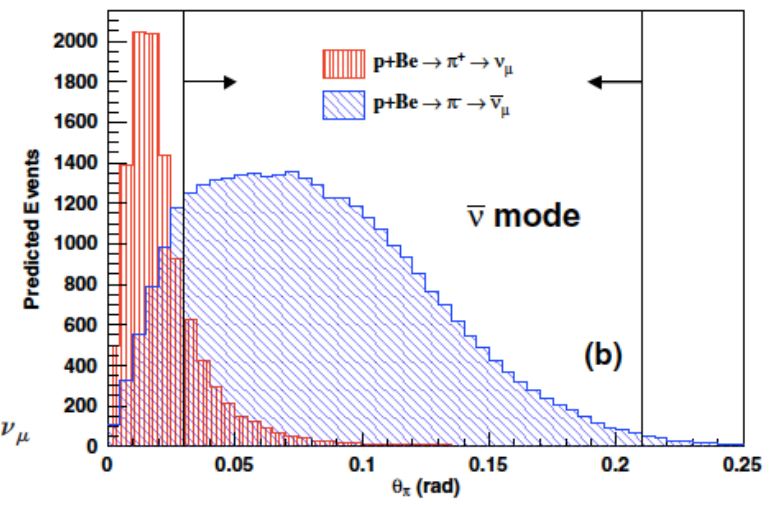 2000
1800
1600
1400
1200
1000
800
600
400
200
0
Predicted Events
p+Be → π⁺ → ν_μ
p+Be → π⁻ → ν̅_μ
ν̅ mode
(b)
ν_μ
0 0.05 0.1 0.15 0.2 0.25
θ_π (rad)